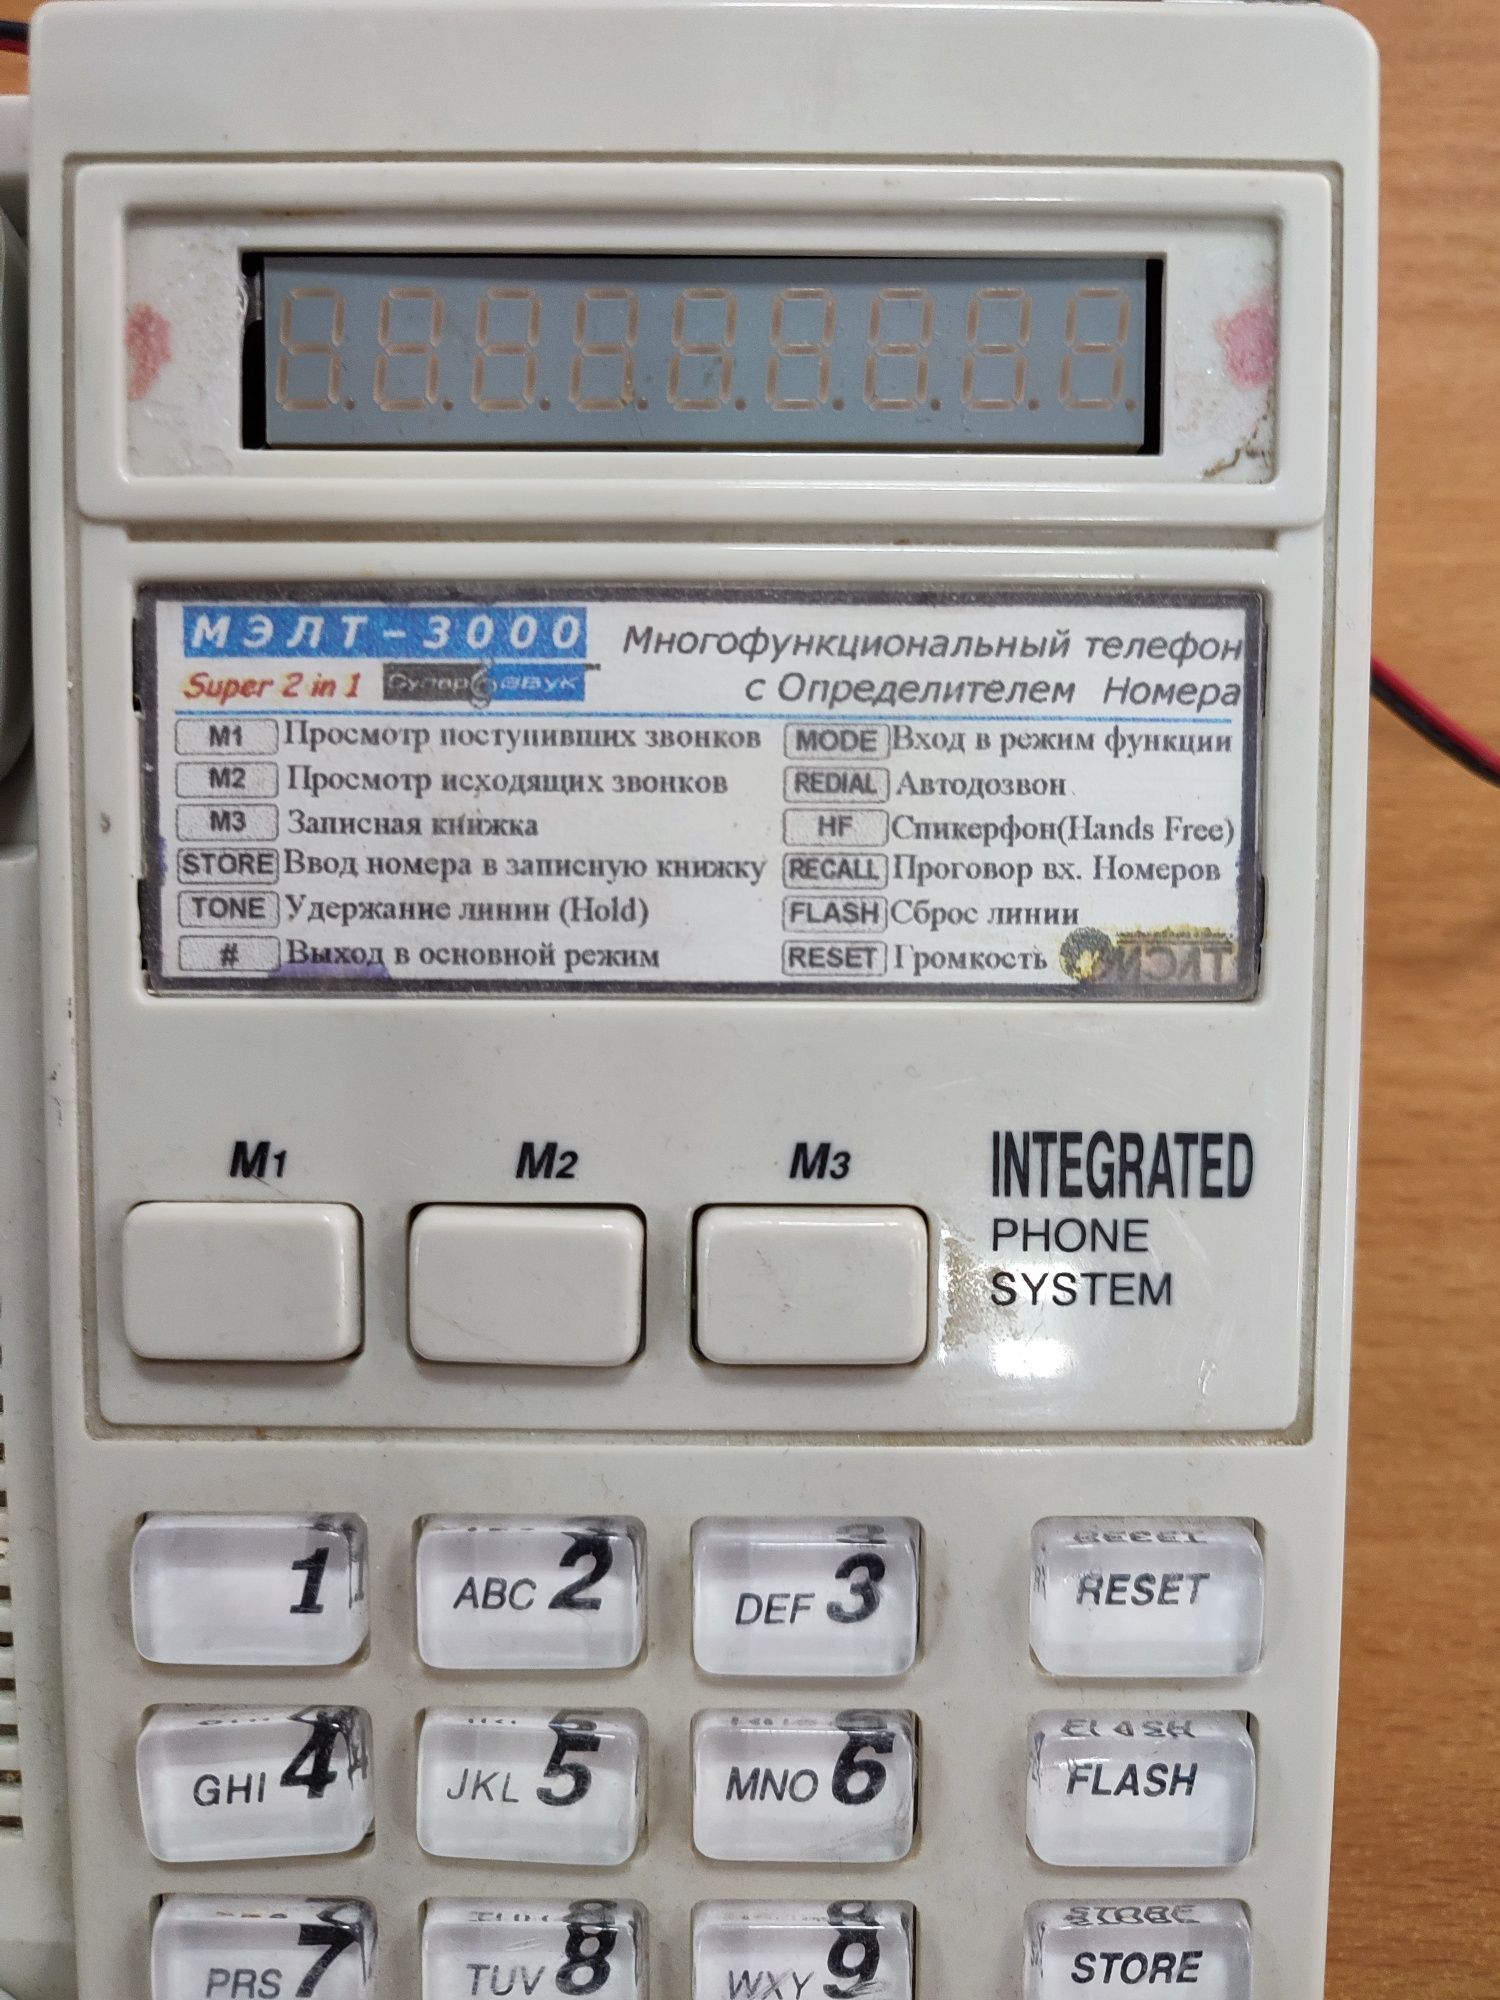 МЭЛТ-3000
Многофункциональный телефон
Super 2 in 1 Супер звук
с Определителем Номера
M1 Просмотр поступивших звонков
MODE Вход в режим функции
M2 Просмотр исходящих звонков
REDIAL Автодозвон
M3 Записная книжка
HF Спикерфон(Hands Free)
STORE Ввод номера в записную книжку
RECALL Проговор вх. Номеров
TONE Удержание линии (Hold)
FLASH Сброс линии
# Выход в основной режим
RESET Громкость
M1 M2 M3
INTEGRATED
PHONE
SYSTEM
1 ABC 2 DEF 3 RESET
GHI 4 JKL 5 MNO 6 FLASH
PRS 7 TUV 8 WXY 9 STORE